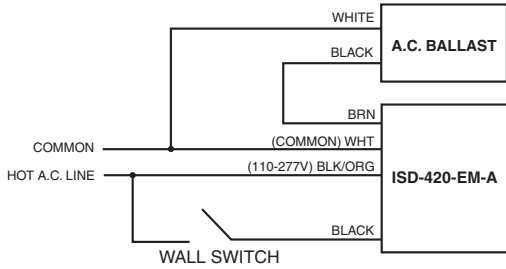 WHITE
A.C. BALLAST
BLACK
BRN
COMMON
(COMMON) WHT
HOT A.C. LINE
(110-277V) BLK/ORG
ISD-420-EM-A
BLACK
WALL SWITCH